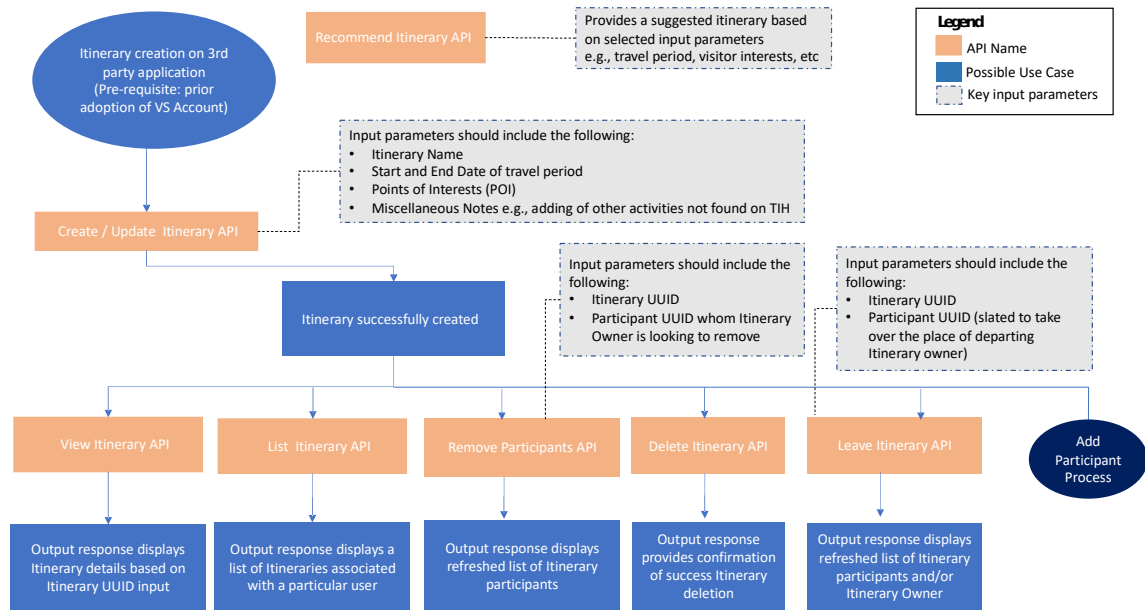 Itinerary creation on 3rd
party application
(Pre-requisite: prior
adoption of VS Account)
Recommend Itinerary API
Provides a suggested itinerary based
on selected input parameters
e.g., travel period, visitor interests, etc
Legend
API Name
Possible Use Case
Key input parameters
Input parameters should include the following:
• Itinerary Name
• Start and End Date of travel period
• Points of Interests (POI)
• Miscellaneous Notes e.g., adding of other activities not found on TIH
Create / Update Itinerary API
Input parameters should include the
following:
• Itinerary UUID
• Participant UUID whom Itinerary
Owner is looking to remove
Input parameters should include the
following:
• Itinerary UUID
• Participant UUID (slated to take
over the place of departing
Itinerary owner)
Itinerary successfully created
View Itinerary API
List Itinerary API
Remove Participants API
Delete Itinerary API
Leave Itinerary API
Add
Participant
Process
Output response displays
Itinerary details based on
Itinerary UUID input
Output response displays a
list of Itineraries associated
with a particular user
Output response displays
refreshed list of Itinerary
participants
Output response
provides confirmation
of success Itinerary
deletion
Output response displays
refreshed list of Itinerary
participants and/or
Itinerary Owner